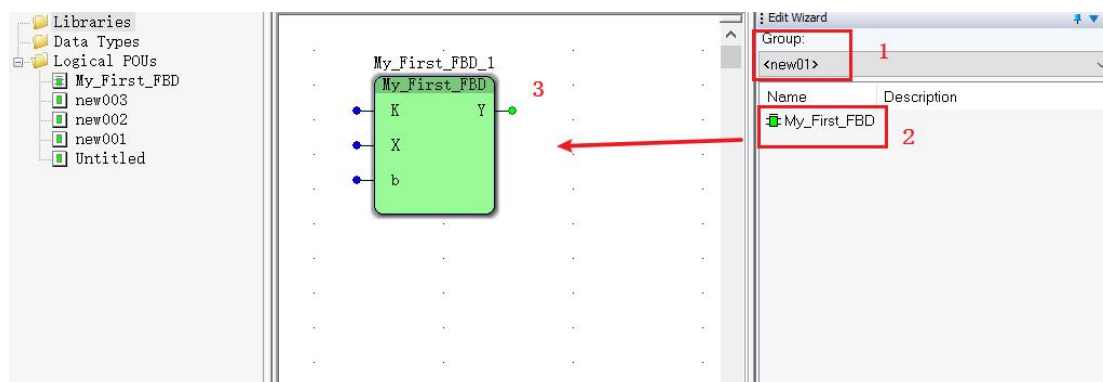 Libraries
Data Types
Logical POUs
My_First_FBD
new003
new002
new001
Untitled
My_First_FBD_1
My_First_FBD
K Y
X
b
3
Edit Wizard
Group:
<new01>
1
Name Description
My_First_FBD
2